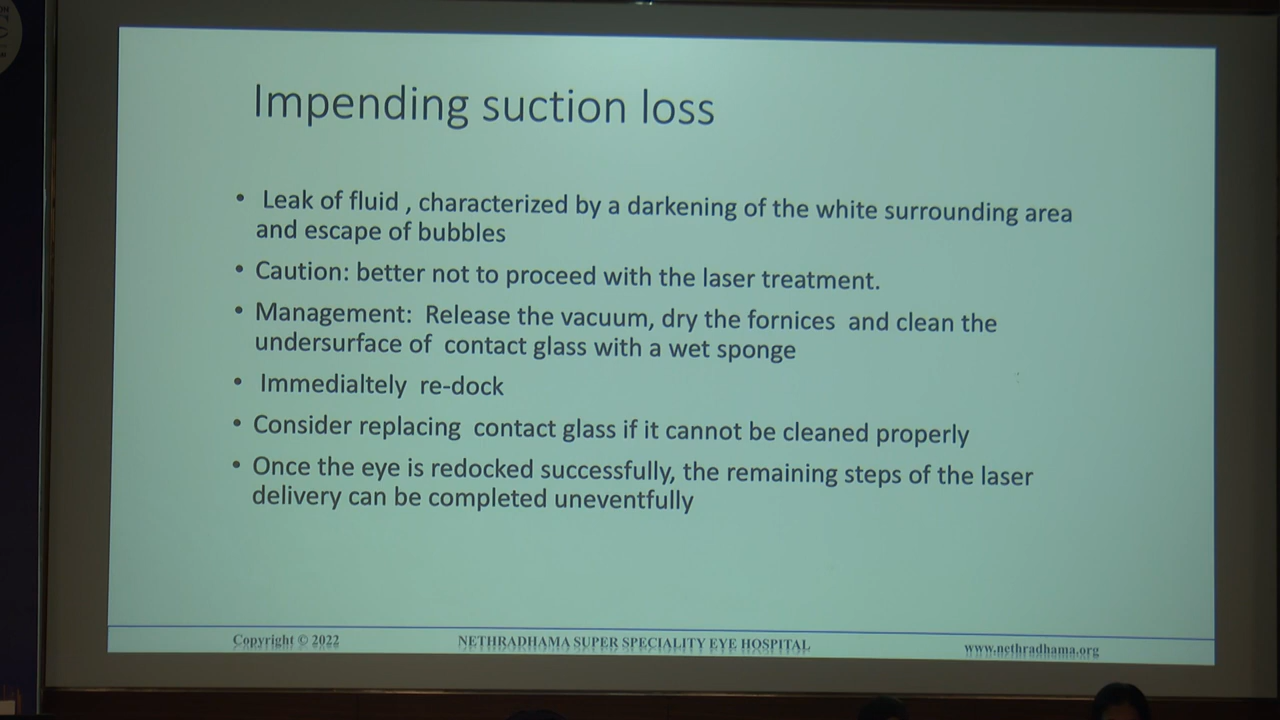 Impending suction loss
• Leak of fluid , characterized by a darkening of the white surrounding area
and escape of bubbles
• Caution: better not to proceed with the laser treatment.
• Management: Release the vacuum, dry the fornices and clean the
undersurface of contact glass with a wet sponge
• Immedialtely re-dock
• Consider replacing contact glass if it cannot be cleaned properly
• Once the eye is redocked successfully, the remaining steps of the laser
delivery can be completed uneventfully
Copyright © 2022 NETHRADHAMA SUPER SPECIALITY EYE HOSPITAL www.nethradhama.org